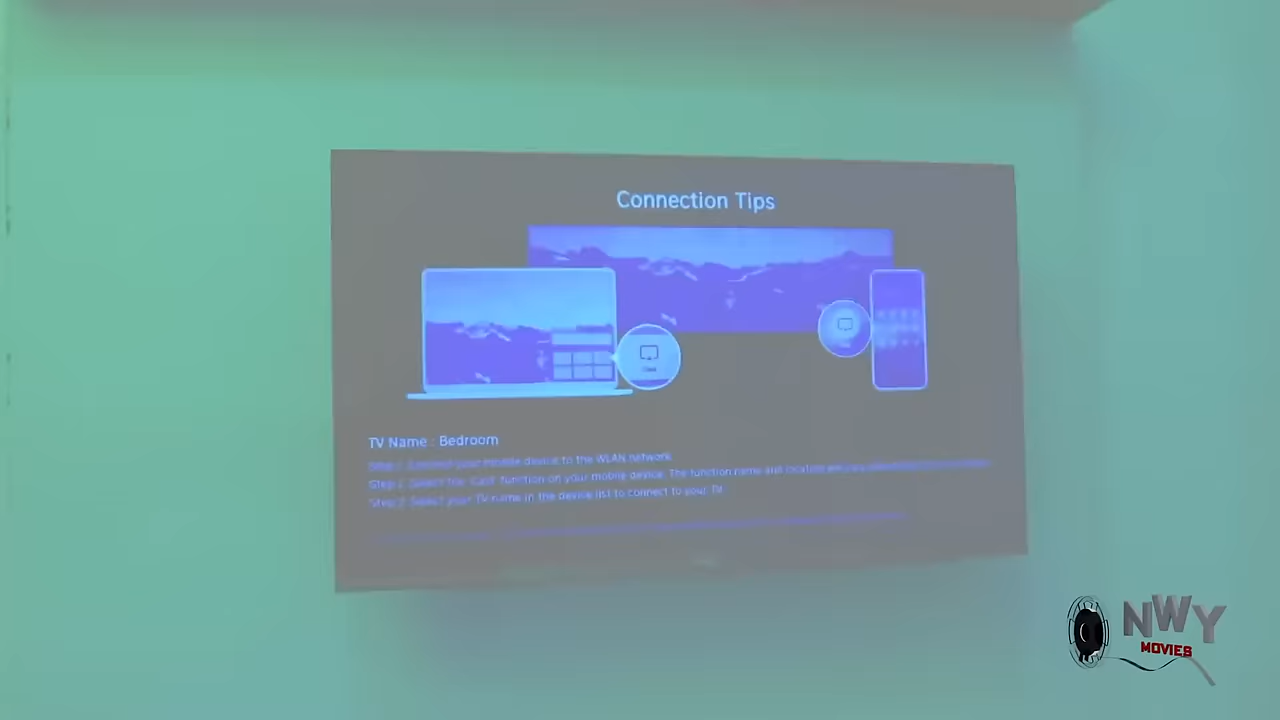 Connection Tips
Cast
TV Name : Bedroom
Step 1. Connect your mobile device to the WLAN network.
Step 2. Select the 'Cast' function on your mobile device. The function name and location are
Step 3. Select your TV name in the device list to connect to your TV.
NWY
MOVIES